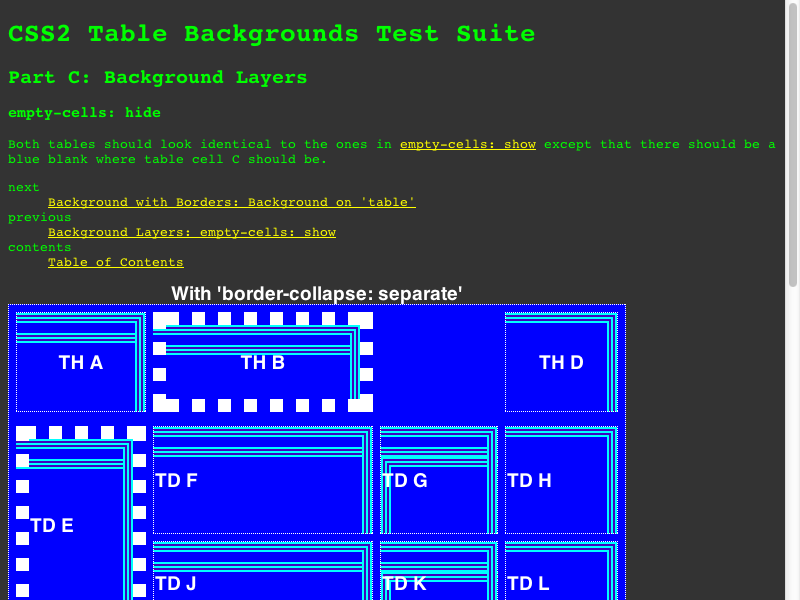 CSS2 Table Backgrounds Test Suite
Part C: Background Layers
empty-cells: hide
Both tables should look identical to the ones in empty-cells: show except that there should be a
blue blank where table cell C should be.
next
Background with Borders: Background on 'table'
previous
Background Layers: empty-cells: show
contents
Table of Contents
With 'border-collapse: separate'
TH A TH B TH D
TD F TD G TD H
TD E
TD J TD K TD L